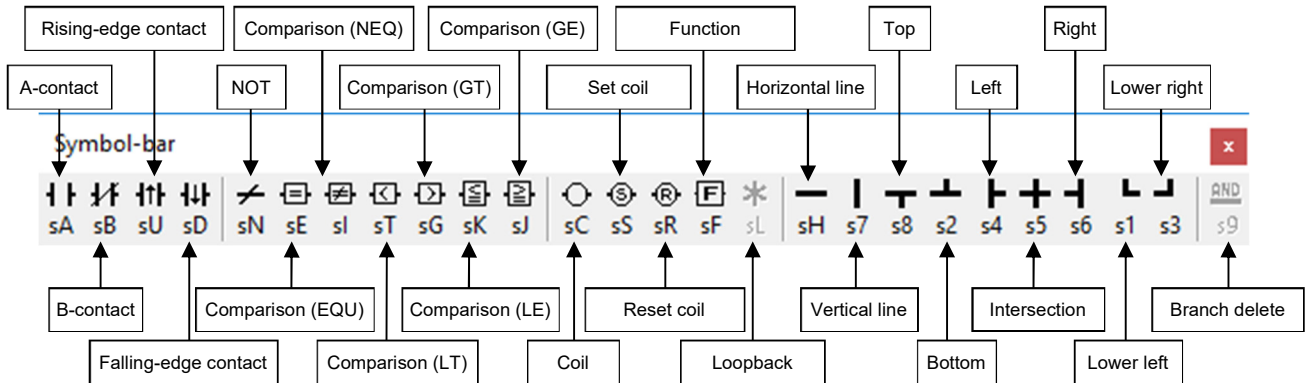 Rising-edge contact
Comparison (NEQ)
Comparison (GE)
Function
Top
Right
A-contact
NOT
Comparison (GT)
Set coil
Horizontal line
Left
Lower right
Symbol-bar
x
S
R
F
AND
sA sB sU sD sN sE sI sT sG sK sJ sC sS sR sF sL sH s7 s8 s2 s4 s5 s6 s1 s3 s9
B-contact
Comparison (EQU)
Comparison (LE)
Reset coil
Vertical line
Intersection
Branch delete
Falling-edge contact
Comparison (LT)
Coil
Loopback
Bottom
Lower left